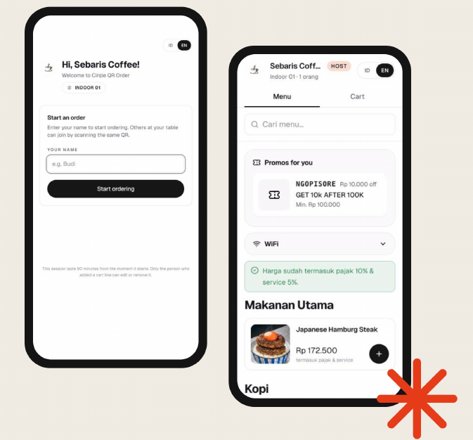 ID EN
Hi, Sebaris Coffee!
Welcome to Cinpe QR Order
INDOOR 01
Start an order
Enter your name to start ordering. Others at your table
can join by scanning the same QR.
YOUR NAME
e.g. Budi
Start ordering
This session lasts 90 minutes from the moment it starts. Only the person who
added a cart line can edit or remove it.
Sebaris Coff... HOST ID EN
Indoor 01 · 1 orang
Menu Cart
Cari menu...
Promos for you
NGOPISORE Rp 10.000 off
GET 10k AFTER 100K
Min. Rp 100.000
WiFi
Harga sudah termasuk pajak 10% &
service 5%.
Makanan Utama
Japanese Hamburg Steak
Rp 172.500
termasuk pajak & service
Kopi